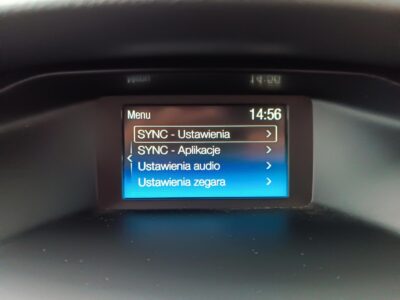 Menu 14:56
SYNC - Ustawienia >
SYNC - Aplikacje >
Ustawienia audio >
Ustawienia zegara >